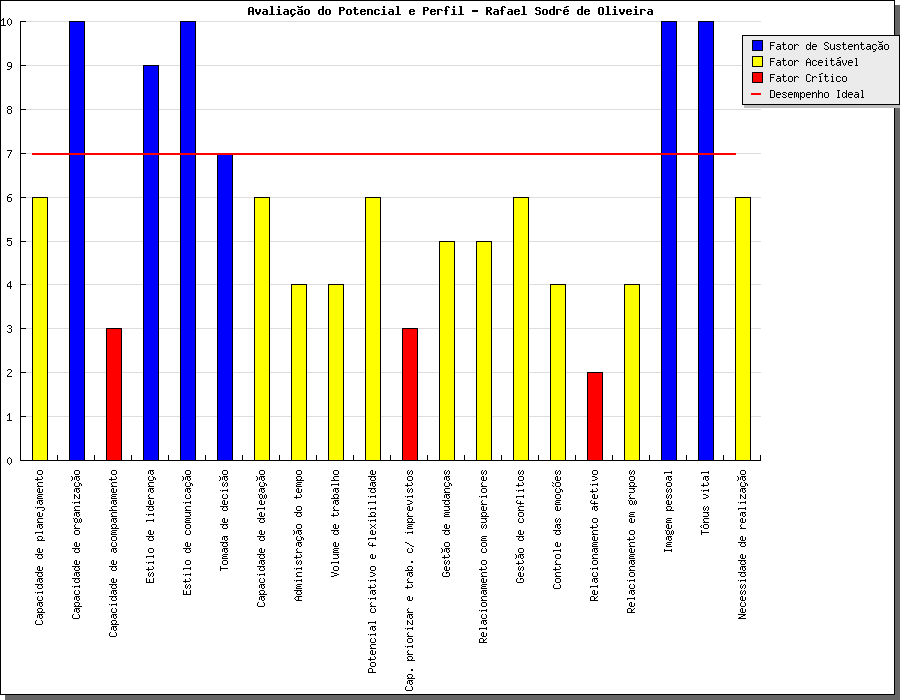 Avaliação do Potencial e Perfil - Rafael Sodré de Oliveira
Fator de Sustentação
Fator Aceitável
Fator Crítico
Desempenho Ideal
10
9
8
7
6
5
4
3
2
1
0
Capacidade de planejamento
Capacidade de organização
Capacidade de acompanhamento
Estilo de liderança
Estilo de comunicação
Tomada de decisão
Capacidade de delegação
Administração do tempo
Volume de trabalho
Potencial criativo e flexibilidade
Cap. priorizar e trab. c/ imprevistos
Gestão de mudanças
Relacionamento com superiores
Gestão de conflitos
Controle das emoções
Relacionamento afetivo
Relacionamento em grupos
Imagem pessoal
Tônus vital
Necessidade de realização